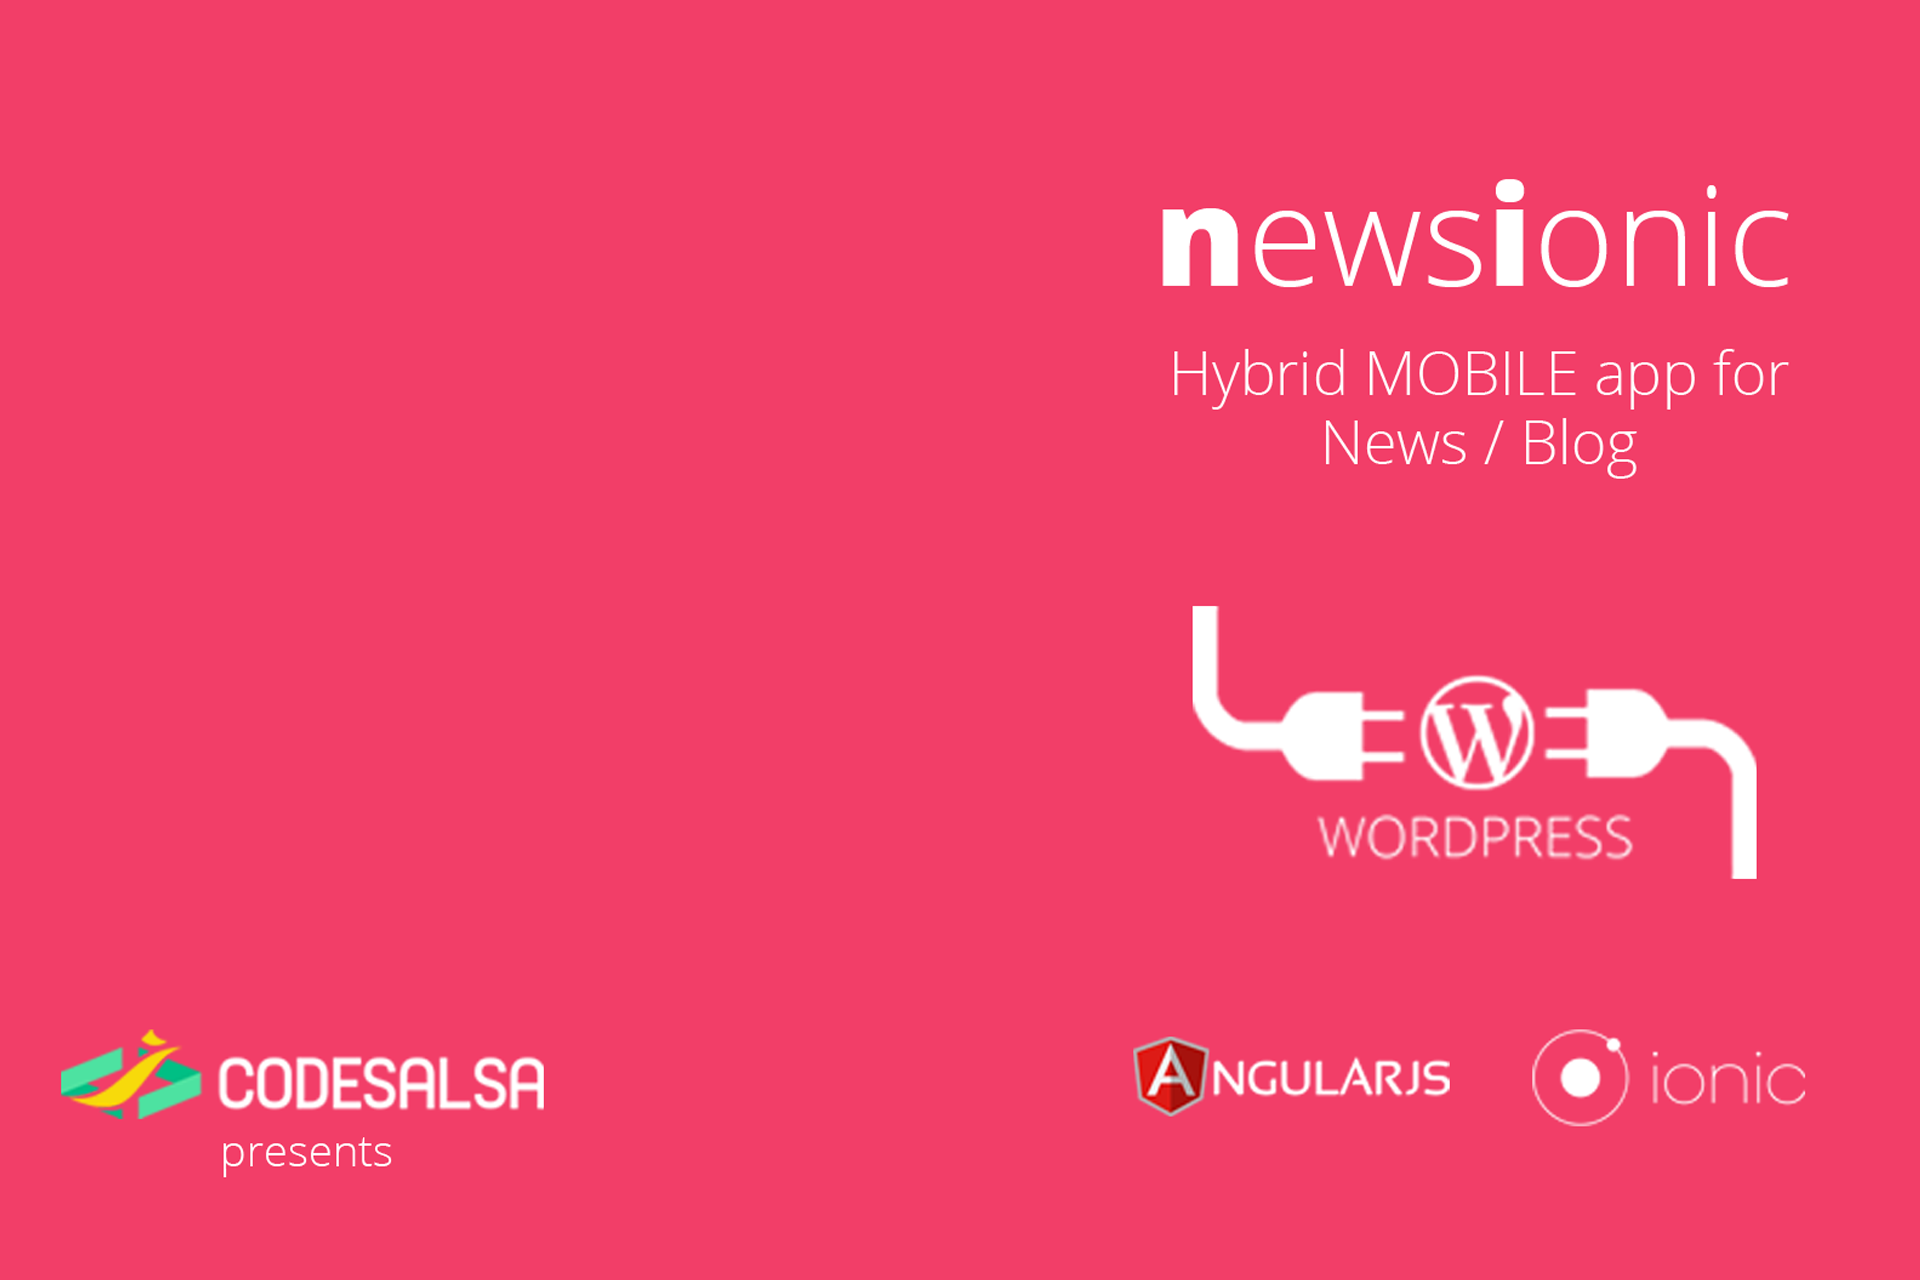 newsionic
Hybrid MOBILE app for
News / Blog
W
WORDPRESS
CODESALSA
presents
ANGULARJS
ionic